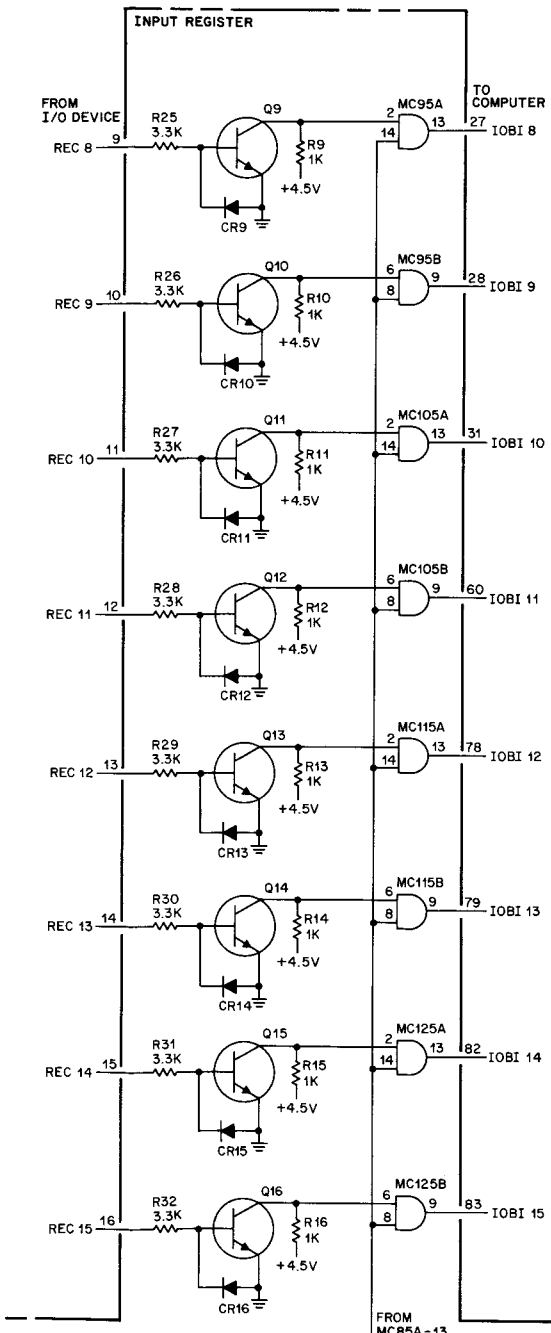 INPUT REGISTER
FROM
I/O DEVICE
TO
COMPUTER
REC 8
9
R25
3.3K
Q9
R9
1K
+4.5V
CR9
MC95A
2
14
13
27
IOBI 8
REC 9
10
R26
3.3K
Q10
R10
1K
+4.5V
CR10
MC95B
6
8
9
28
IOBI 9
REC 10
11
R27
3.3K
Q11
R11
1K
+4.5V
CR11
MC105A
2
14
13
31
IOBI 10
REC 11
12
R28
3.3K
Q12
R12
1K
+4.5V
CR12
MC105B
6
8
9
60
IOBI 11
REC 12
13
R29
3.3K
Q13
R13
1K
+4.5V
CR13
MC115A
2
14
13
78
IOBI 12
REC 13
14
R30
3.3K
Q14
R14
1K
+4.5V
CR14
MC115B
6
8
9
79
IOBI 13
REC 14
15
R31
3.3K
Q15
R15
1K
+4.5V
CR15
MC125A
2
14
13
82
IOBI 14
REC 15
16
R32
3.3K
Q16
R16
1K
+4.5V
CR16
MC125B
6
8
9
83
IOBI 15
FROM
MC85A-13